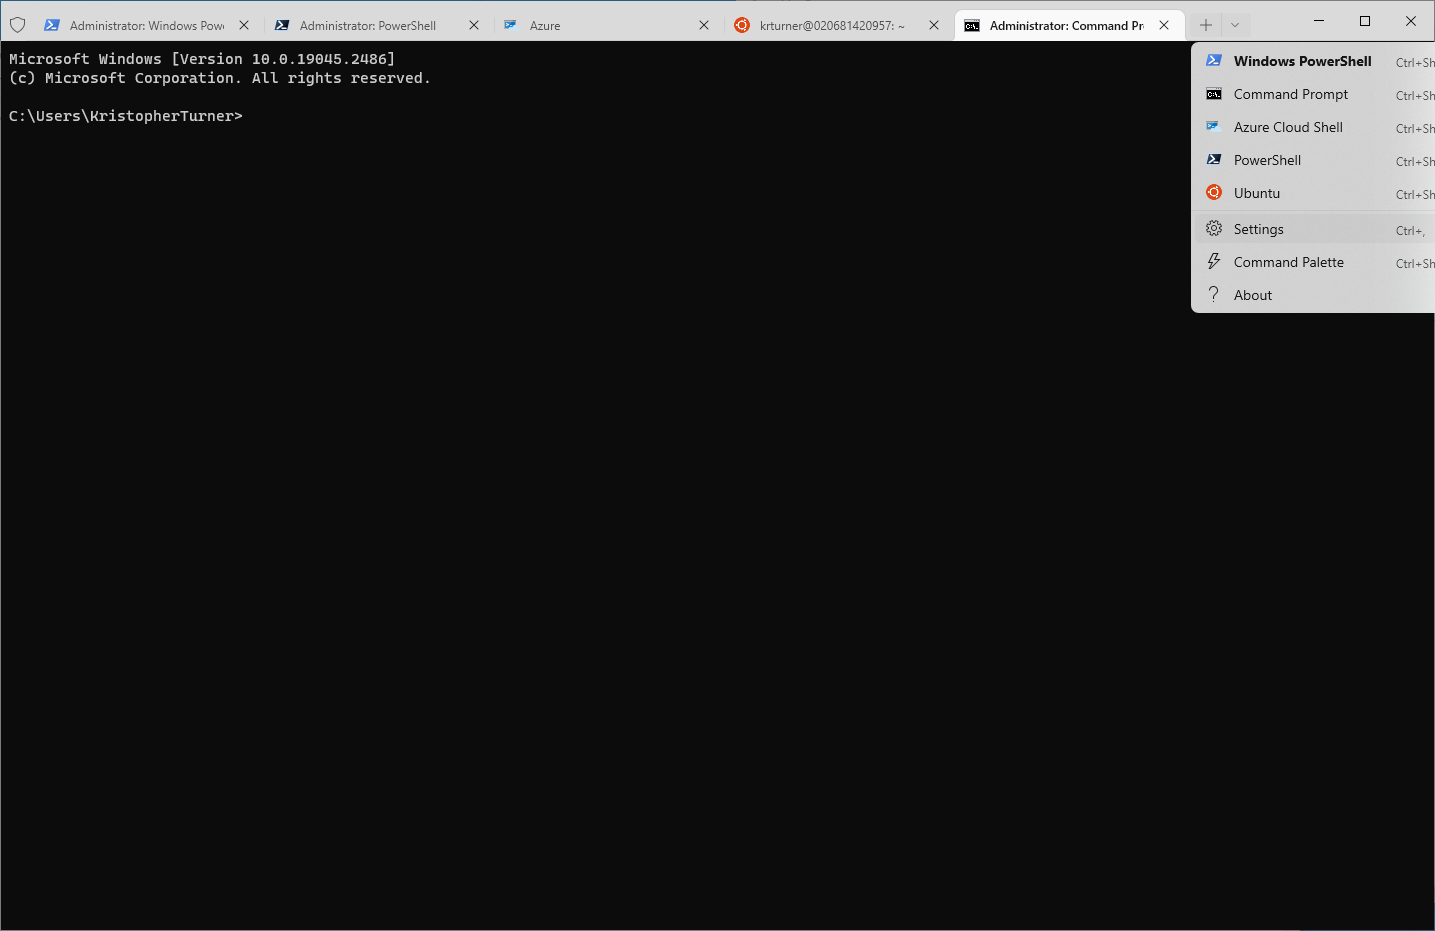 Administrator: Windows Pow
Administrator: PowerShell
Azure
krturner@020681420957: ~
Administrator: Command Pr
Microsoft Windows [Version 10.0.19045.2486]
(c) Microsoft Corporation. All rights reserved.
C:\Users\KristopherTurner>
Windows PowerShell Ctrl+Sh
Command Prompt Ctrl+Sh
Azure Cloud Shell Ctrl+Sh
PowerShell Ctrl+Sh
Ubuntu Ctrl+Sh
Settings Ctrl+,
Command Palette Ctrl+Sh
About